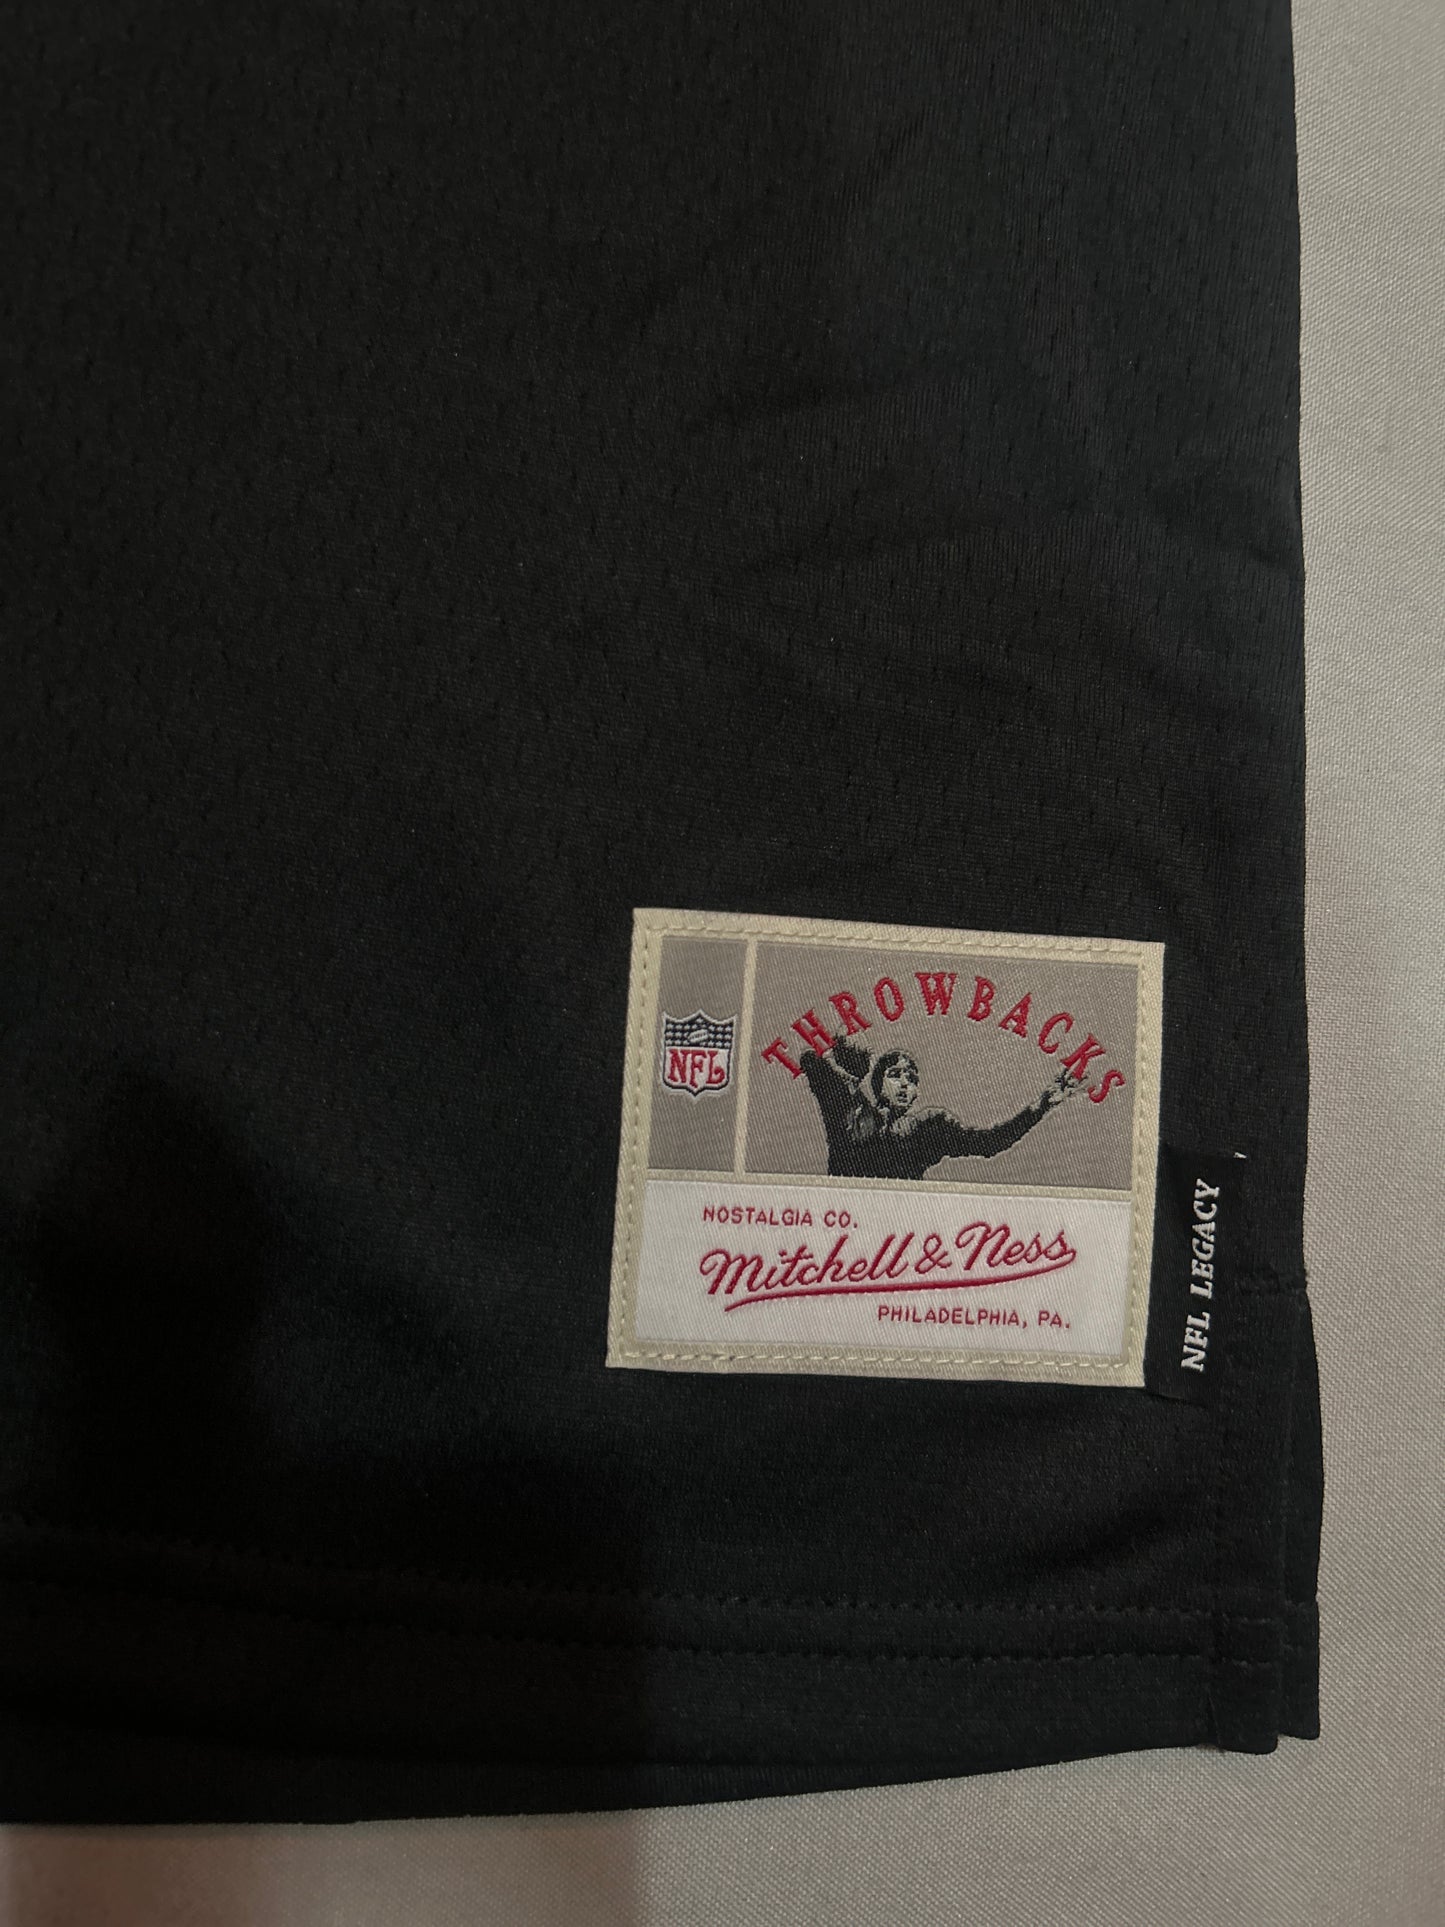 THROWBACKS
NFL
NOSTALGIA CO.
Mitchell & Ness
PHILADELPHIA, PA.
NFL LEGACY